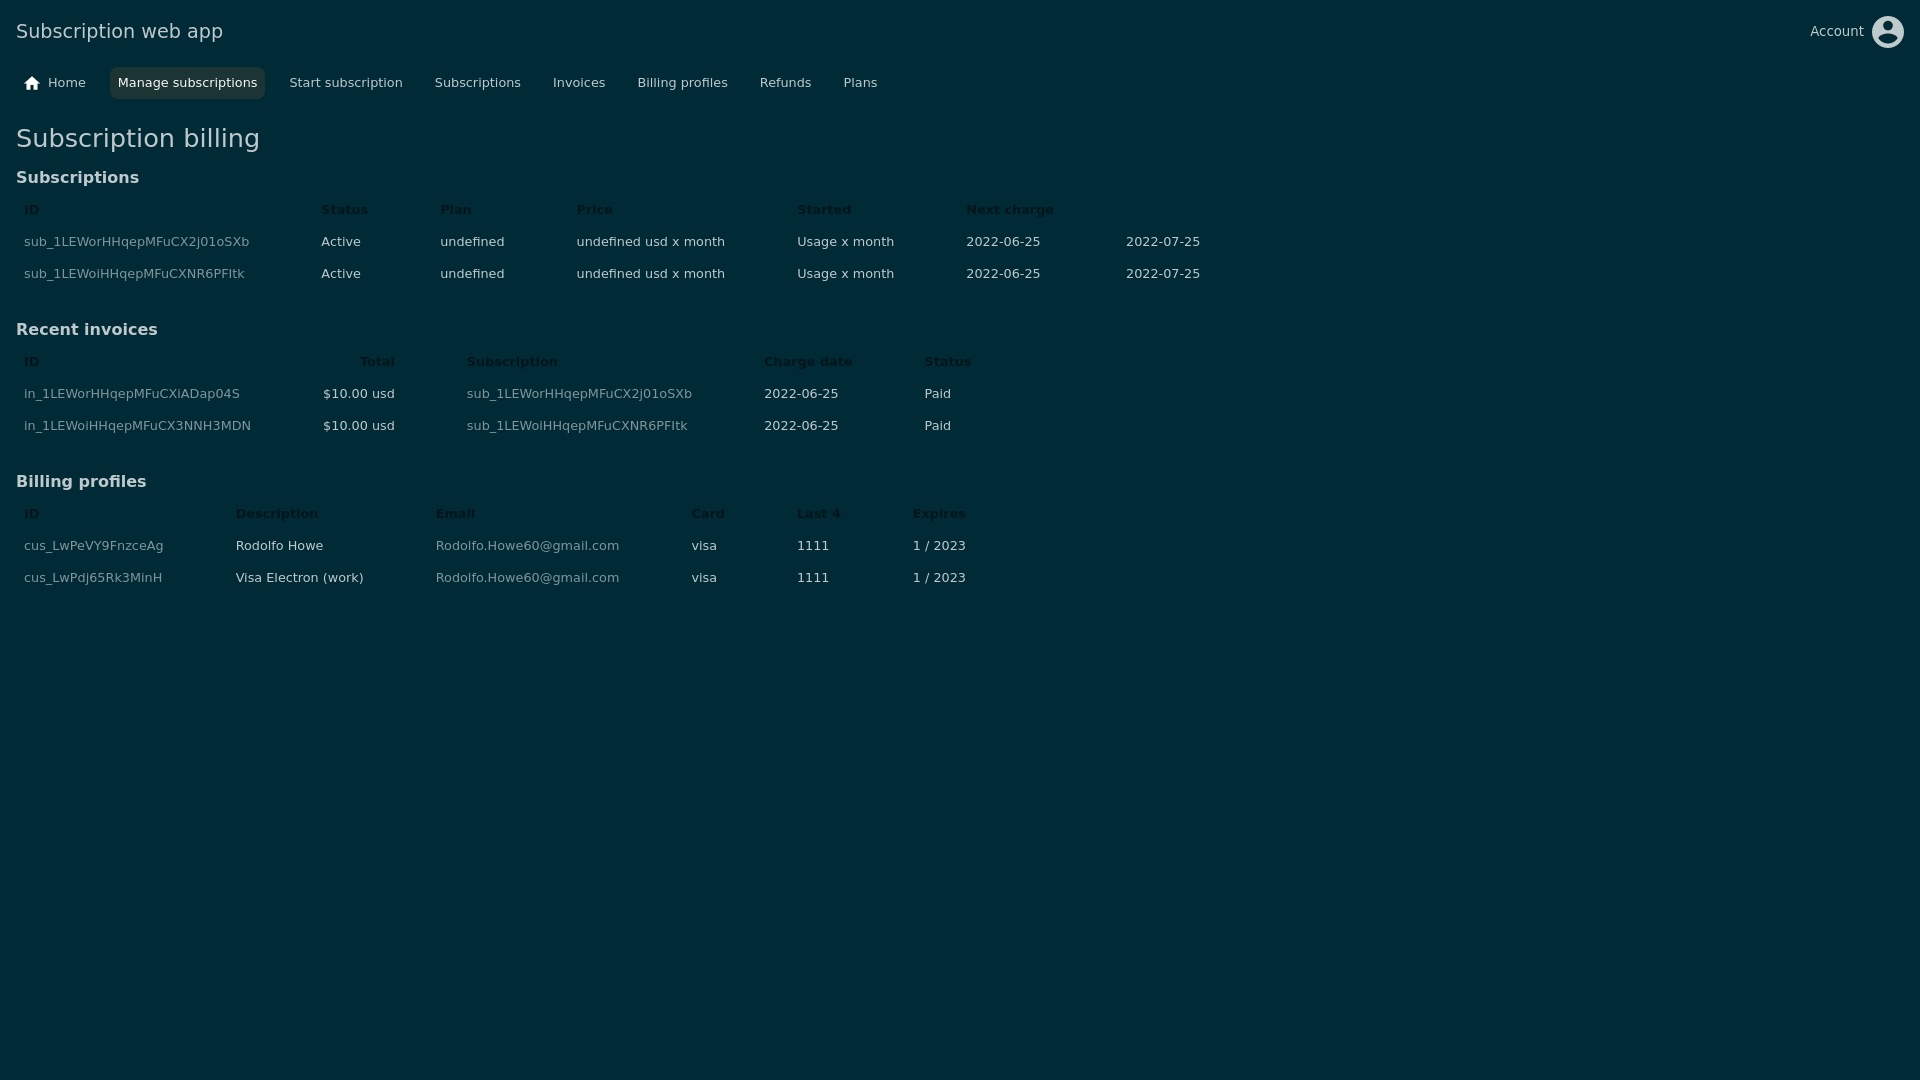 Subscription web app
Account
Home Manage subscriptions Start subscription Subscriptions Invoices Billing profiles Refunds Plans
Subscription billing
Subscriptions
ID Status Plan Price Started Next charge
sub_1LEWorHHqepMFuCX2j01oSXb Active undefined undefined usd x month Usage x month 2022-06-25 2022-07-25
sub_1LEWoiHHqepMFuCXNR6PFItk Active undefined undefined usd x month Usage x month 2022-06-25 2022-07-25
Recent invoices
ID Total Subscription Charge date Status
in_1LEWorHHqepMFuCXiADap04S $10.00 usd sub_1LEWorHHqepMFuCX2j01oSXb 2022-06-25 Paid
in_1LEWoiHHqepMFuCX3NNH3MDN $10.00 usd sub_1LEWoiHHqepMFuCXNR6PFItk 2022-06-25 Paid
Billing profiles
ID Description Email Card Last 4 Expires
cus_LwPeVY9FnzceAg Rodolfo Howe Rodolfo.Howe60@gmail.com visa 1111 1 / 2023
cus_LwPdj65Rk3MinH Visa Electron (work) Rodolfo.Howe60@gmail.com visa 1111 1 / 2023